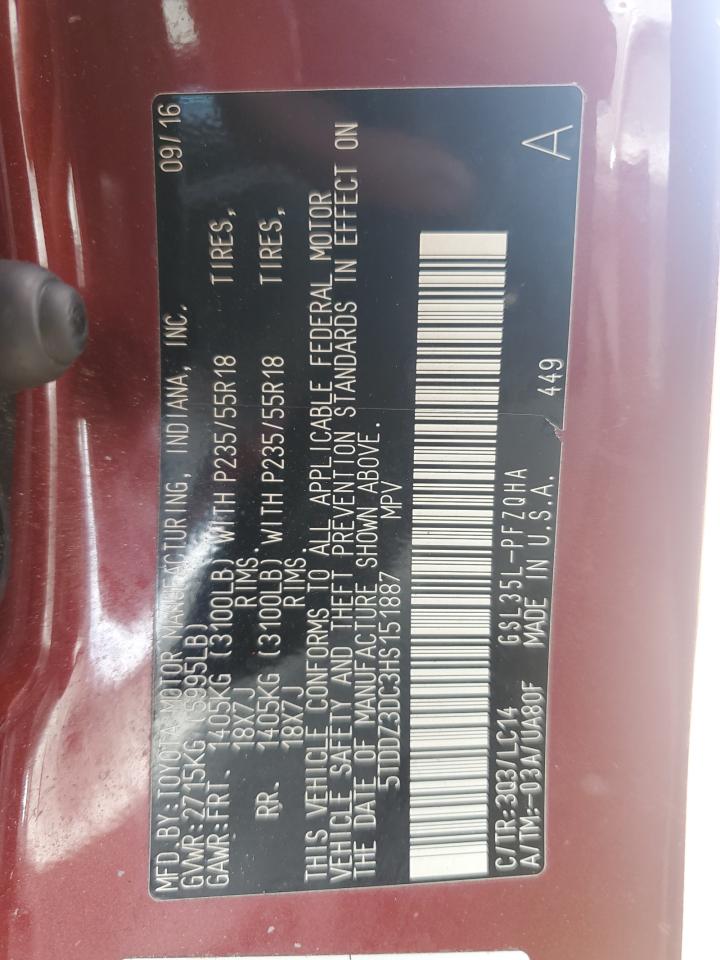 MFD.BY:TOYOTA MOTOR MANUFACTURING, INDIANA, INC. 09/16
GVWR:2715KG (5995LB)
GAWR:FRT. 1405KG (3100LB) WITH P235/55R18 TIRES,
18X7J RIMS.
RR. 1405KG (3100LB) WITH P235/55R18 TIRES,
18X7J RIMS.
THIS VEHICLE CONFORMS TO ALL APPLICABLE FEDERAL MOTOR
VEHICLE SAFETY AND THEFT PREVENTION STANDARDS IN EFFECT ON
THE DATE OF MANUFACTURE SHOWN ABOVE.
5TDDZ3DC3HS151887 MPV
C/TR:3Q3/LC14 GSL35L-PFZQHA
A/TM:-03A/UA80F MADE IN U.S.A. 449 A